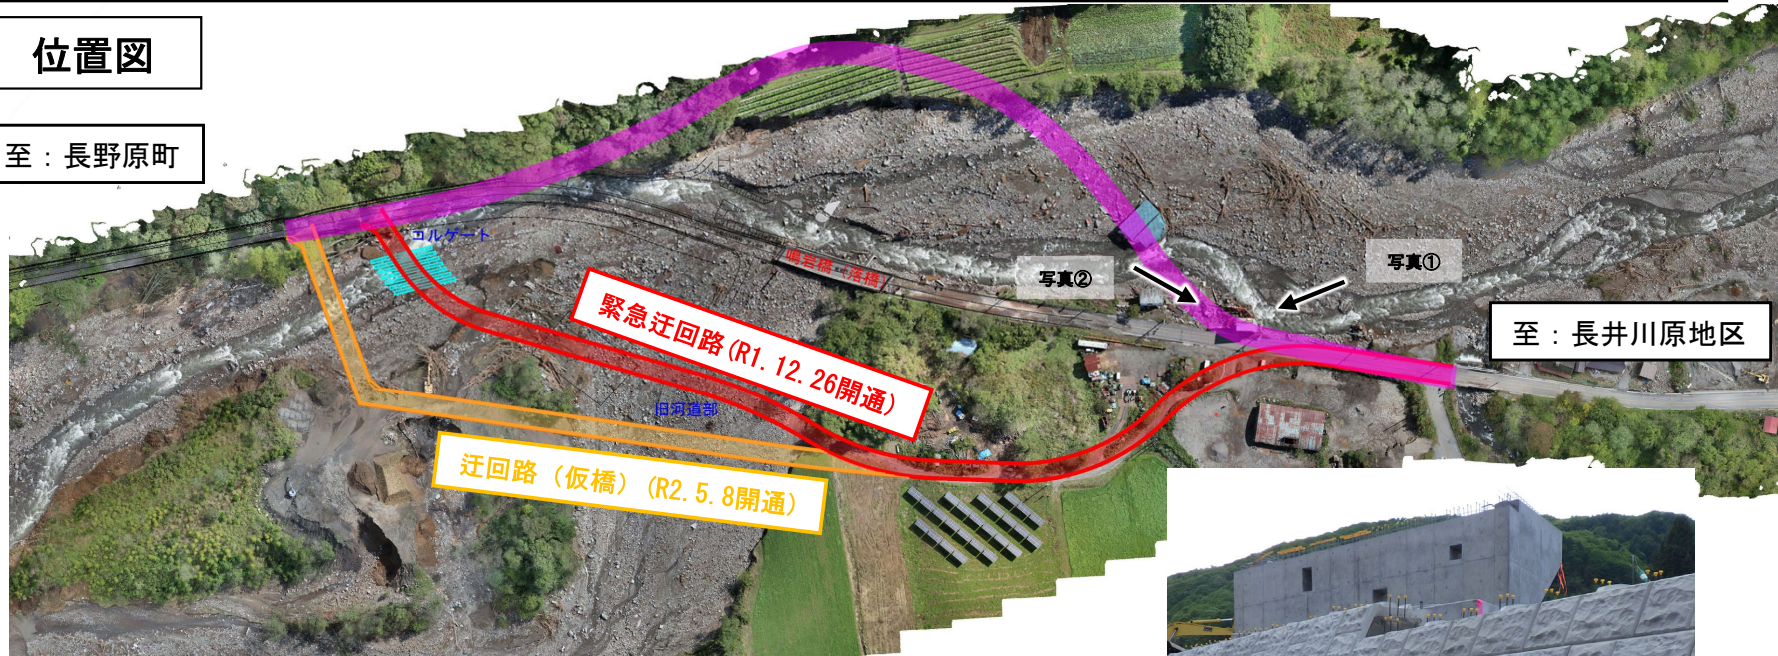 位置図
至：長野原町
コルゲート
鳴岩橋 落橋
写真②
写真①
緊急迂回路(R1.12.26開通)
至：長井川原地区
旧河道部
迂回路（仮橋）(R2.5.8開通)